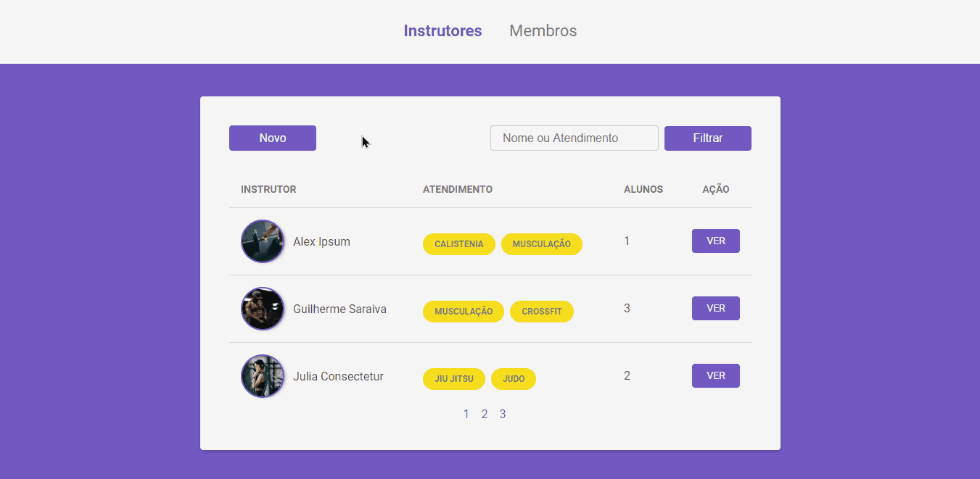 Instrutores Membros
Novo Nome ou Atendimento Filtrar
INSTRUTOR ATENDIMENTO ALUNOS AÇÃO
Alex Ipsum CALISTENIA MUSCULAÇÃO 1 VER
Guilherme Saraiva MUSCULAÇÃO CROSSFIT 3 VER
Julia Consectetur JIU JITSU JUDO 2 VER
1 2 3